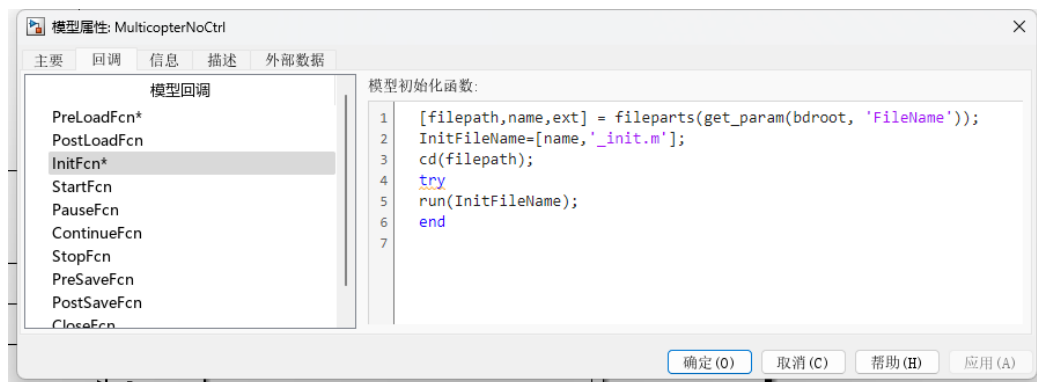 模型属性: MulticopterNoCtrl
主要 回调 信息 描述 外部数据
模型回调
PreLoadFcn*
PostLoadFcn
InitFcn*
StartFcn
PauseFcn
ContinueFcn
StopFcn
PreSaveFcn
PostSaveFcn
CloseFcn
模型初始化函数:
1 [filepath,name,ext] = fileparts(get_param(bdroot, 'FileName'));
2 InitFileName=[name,'_init.m'];
3 cd(filepath);
4 try
5 run(InitFileName);
6 end
7
确定(O) 取消(C) 帮助(H) 应用(A)